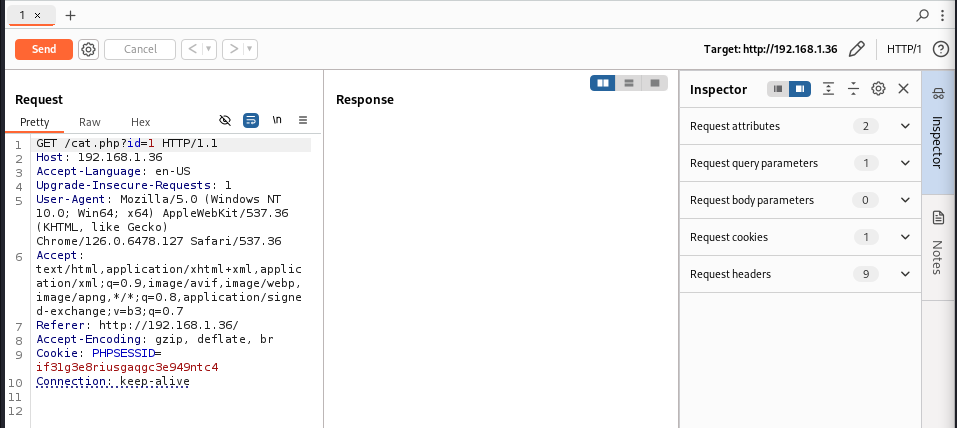 1 × +
Send Cancel < > Target: http://192.168.1.36 HTTP/1 ?
Request
Pretty Raw Hex \n
1 GET /cat.php?id=1 HTTP/1.1
2 Host: 192.168.1.36
3 Accept-Language: en-US
4 Upgrade-Insecure-Requests: 1
5 User-Agent: Mozilla/5.0 (Windows NT
10.0; Win64; x64) AppleWebKit/537.36
(KHTML, like Gecko)
Chrome/126.0.6478.127 Safari/537.36
6 Accept:
text/html,application/xhtml+xml,applic
ation/xml;q=0.9,image/avif,image/webp,
image/apng,*/*;q=0.8,application/signe
d-exchange;v=b3;q=0.7
7 Referer: http://192.168.1.36/
8 Accept-Encoding: gzip, deflate, br
9 Cookie: PHPSESSID=
if31g3e8riusgaqgc3e949ntc4
10 Connection: keep-alive
11
12
Response
Inspector
Request attributes 2
Request query parameters 1
Request body parameters 0
Request cookies 1
Request headers 9
Inspector
Notes